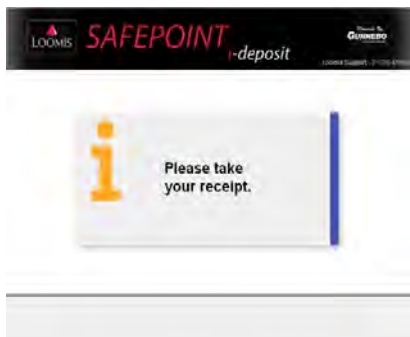 LOOMIS
SAFEPOINT
i-deposit
GUNNEBO
Please take
your receipt.